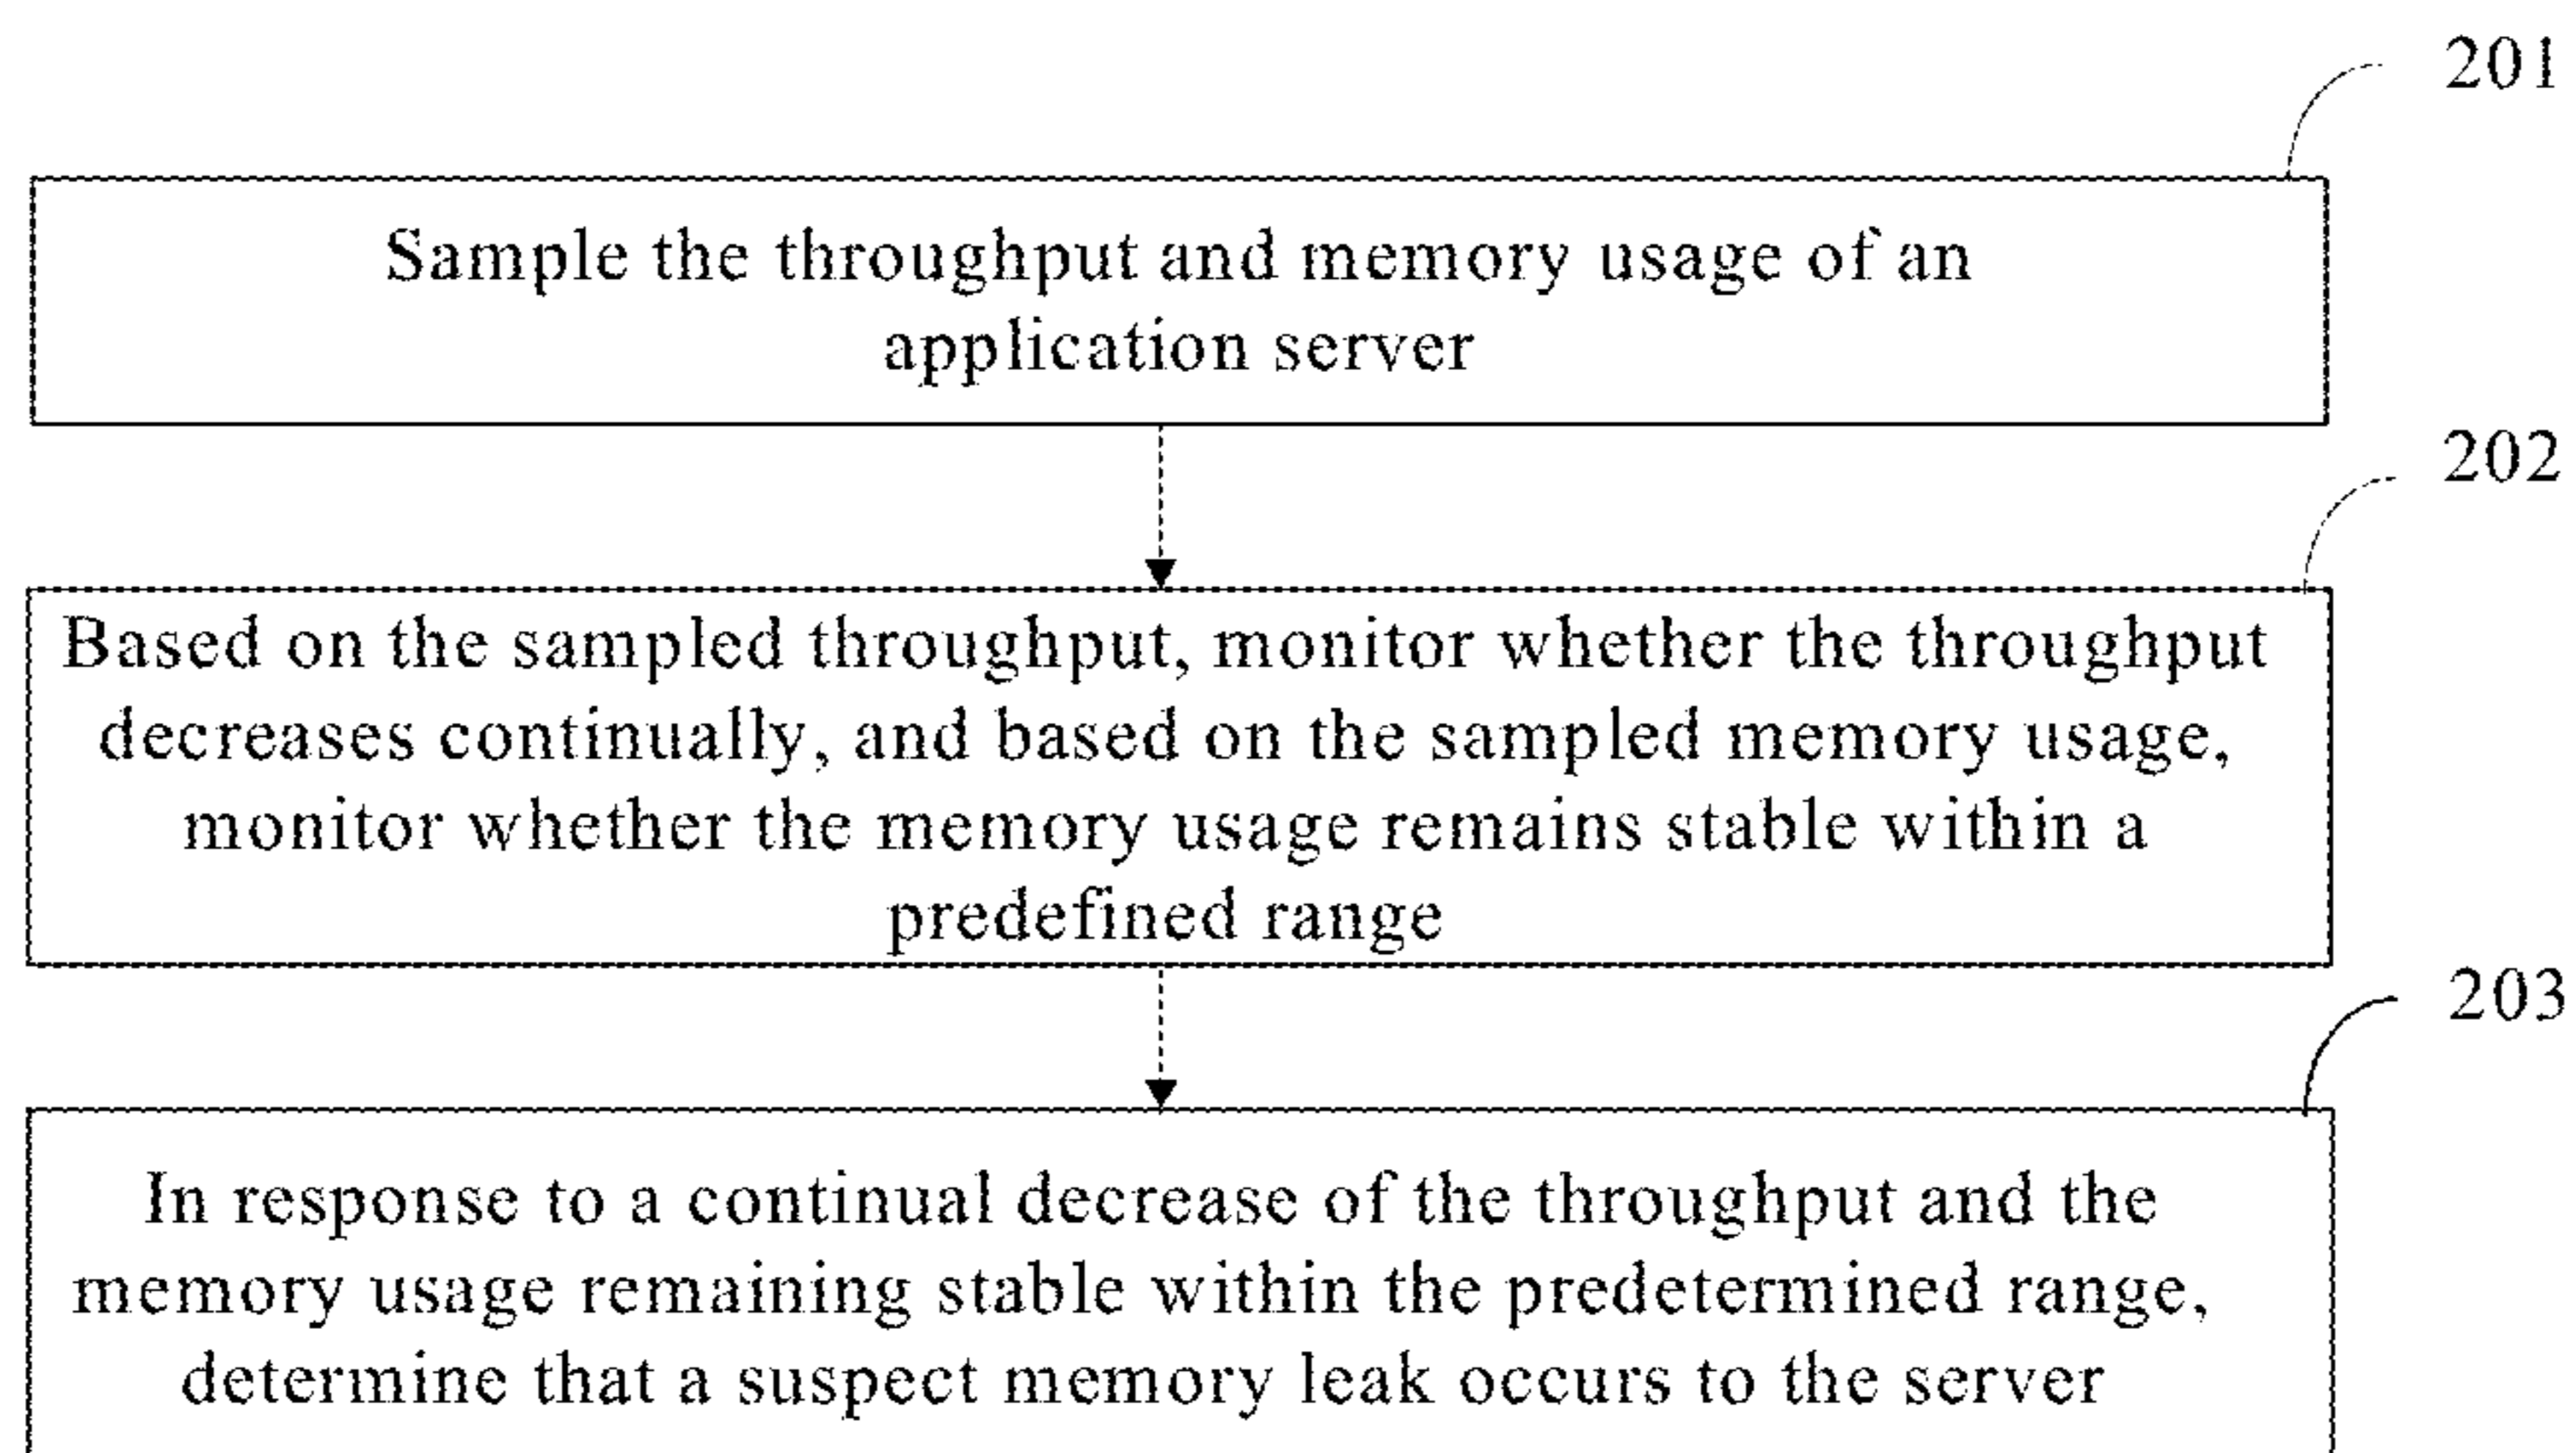 201
Sample the throughput and memory usage of an
application server
202
Based on the sampled throughput, monitor whether the throughput
decreases continually, and based on the sampled memory usage,
monitor whether the memory usage remains stable within a
predefined range
203
In response to a continual decrease of the throughput and the
memory usage remaining stable within the predetermined range,
determine that a suspect memory leak occurs to the server